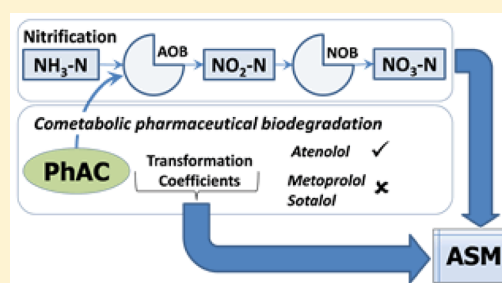 Nitrification
NH₃-N
AOB
NO₂-N
NOB
NO₃-N
Cometabolic pharmaceutical biodegradation
PhAC
Transformation
Coefficients
Atenolol ✓
Metoprolol
Sotalol ×
ASM